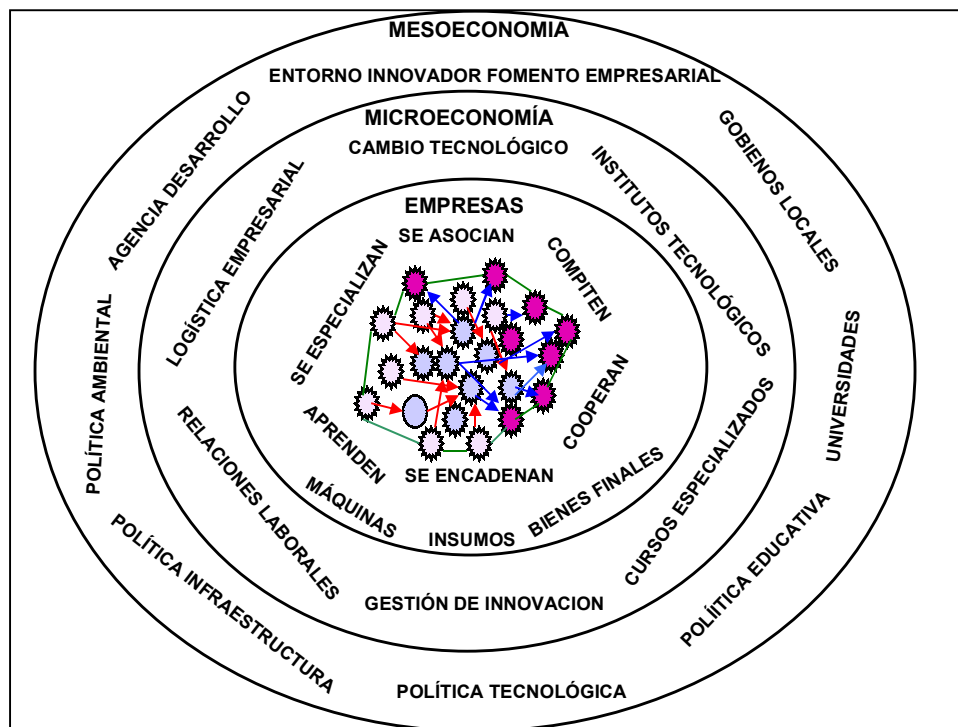 MESOECONOMIA
ENTORNO INNOVADOR FOMENTO EMPRESARIAL
AGENCIA DESARROLLO
GOBIENOS LOCALES
POLÍTICA AMBIENTAL
UNIVERSIDADES
POLÍTICA INFRAESTRUCTURA
POLÍITICA EDUCATIVA
POLÍTICA TECNOLÓGICA
MICROECONOMÍA
CAMBIO TECNOLÓGICO
LOGÍSTICA EMPRESARIAL
INSTITUTOS TECNOLÓGICOS
RELACIONES LABORALES
CURSOS ESPECIALIZADOS
GESTIÓN DE INNOVACION
EMPRESAS
SE ASOCIAN
SE ESPECIALIZAN
COMPITEN
APRENDEN
COOPERAN
SE ENCADENAN
MÁQUINAS
INSUMOS
BIENES FINALES